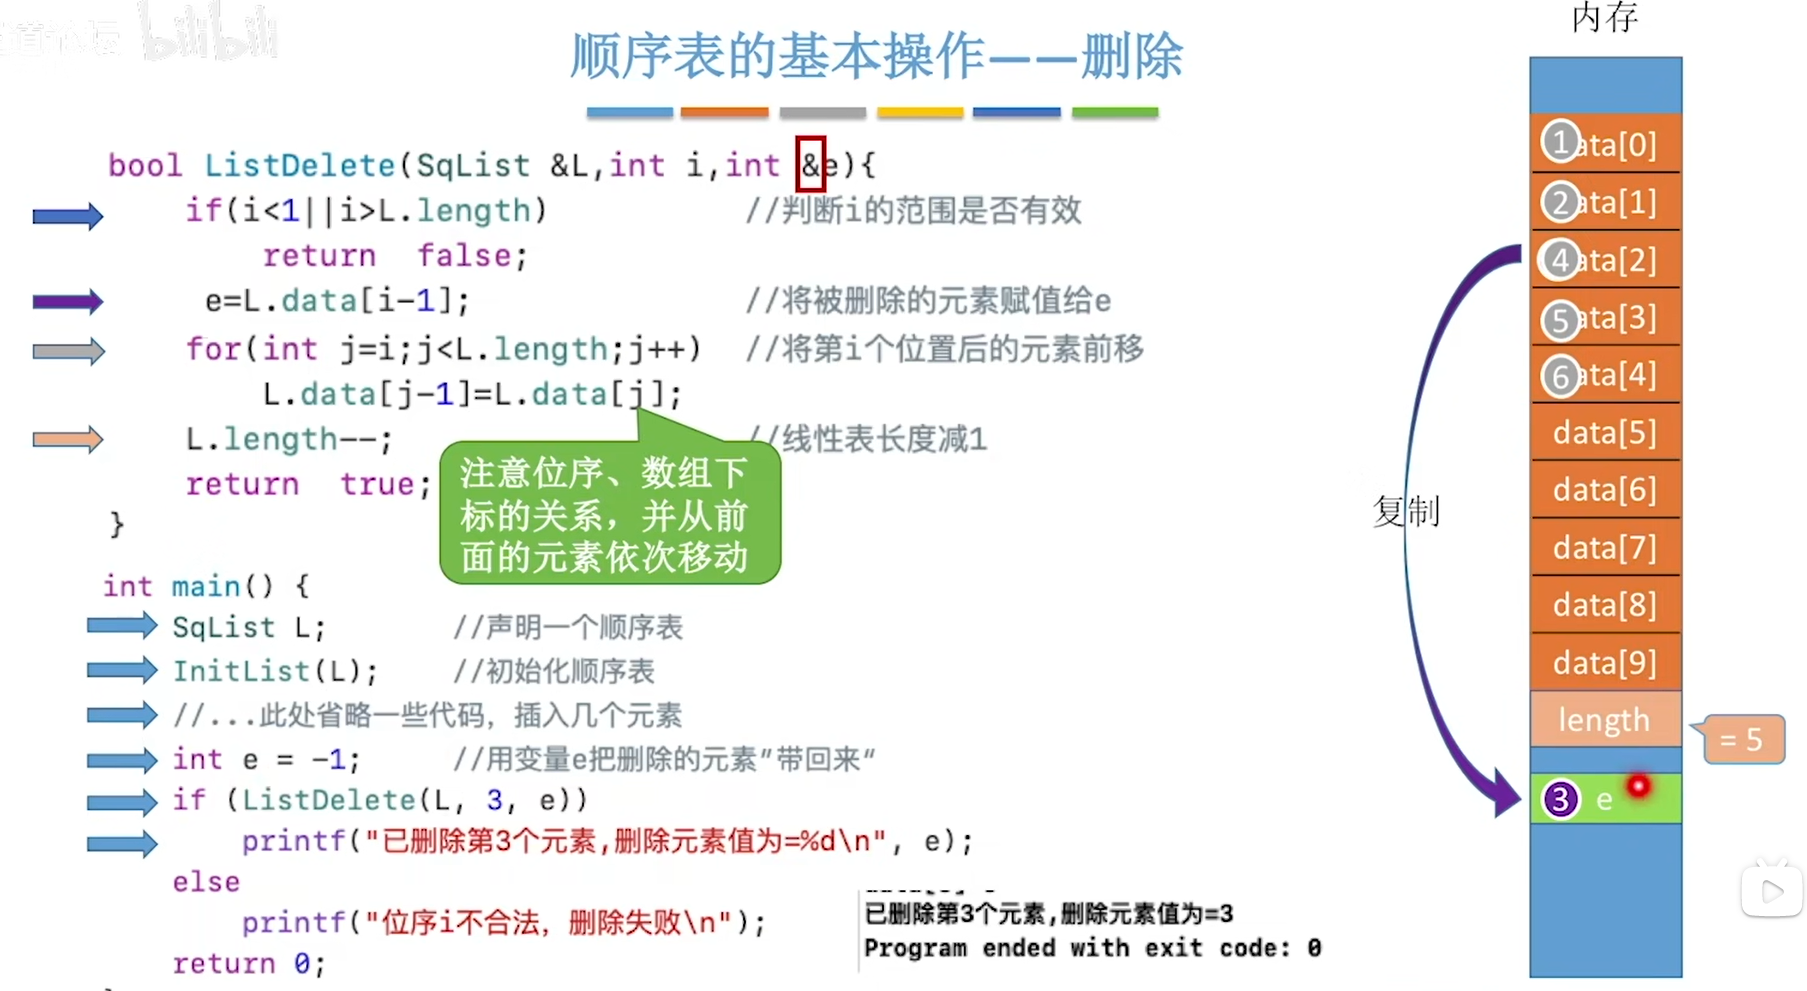 bilibili
顺序表的基本操作——删除
bool ListDelete(SqList &L,int i,int &e){
if(i<1||i>L.length) //判断i的范围是否有效
return false;
e=L.data[i-1]; //将被删除的元素赋值给e
for(int j=i;j<L.length;j++) //将第i个位置后的元素前移
L.data[j-1]=L.data[j];
L.length--; //线性表长度减1
return true;
}
注意位序、数组下
标的关系，并从前
面的元素依次移动
int main() {
SqList L; //声明一个顺序表
InitList(L); //初始化顺序表
//...此处省略一些代码，插入几个元素
int e = -1; //用变量e把删除的元素"带回来"
if (ListDelete(L, 3, e))
printf("已删除第3个元素,删除元素值为=%d\n", e);
else
printf("位序i不合法，删除失败\n");
return 0;
已删除第3个元素,删除元素值为=3
Program ended with exit code: 0
内存
1 ata[0]
2 ata[1]
4 ata[2]
5 ata[3]
6 ata[4]
data[5]
data[6]
data[7]
data[8]
data[9]
length
= 5
3 e
复制